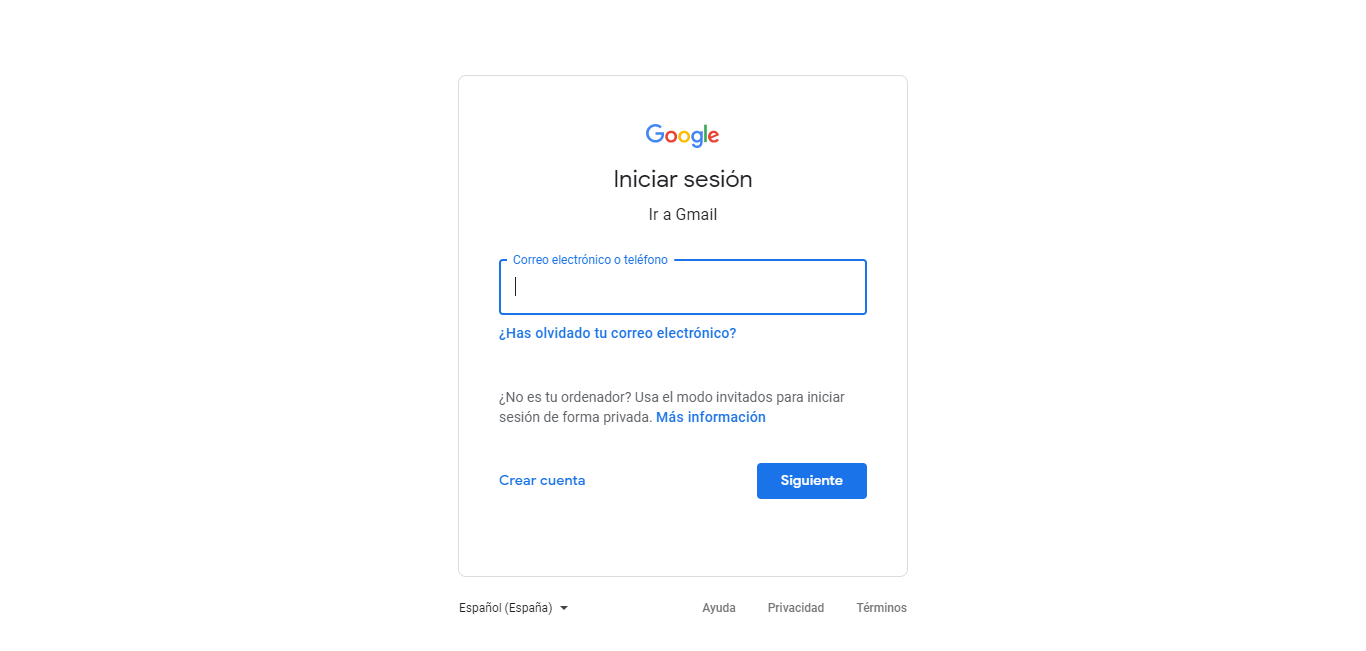 Google
Iniciar sesión
Ir a Gmail
Correo electrónico o teléfono
¿Has olvidado tu correo electrónico?
¿No es tu ordenador? Usa el modo invitados para iniciar
sesión de forma privada. Más información
Crear cuenta
Siguiente
Español (España)
Ayuda
Privacidad
Términos